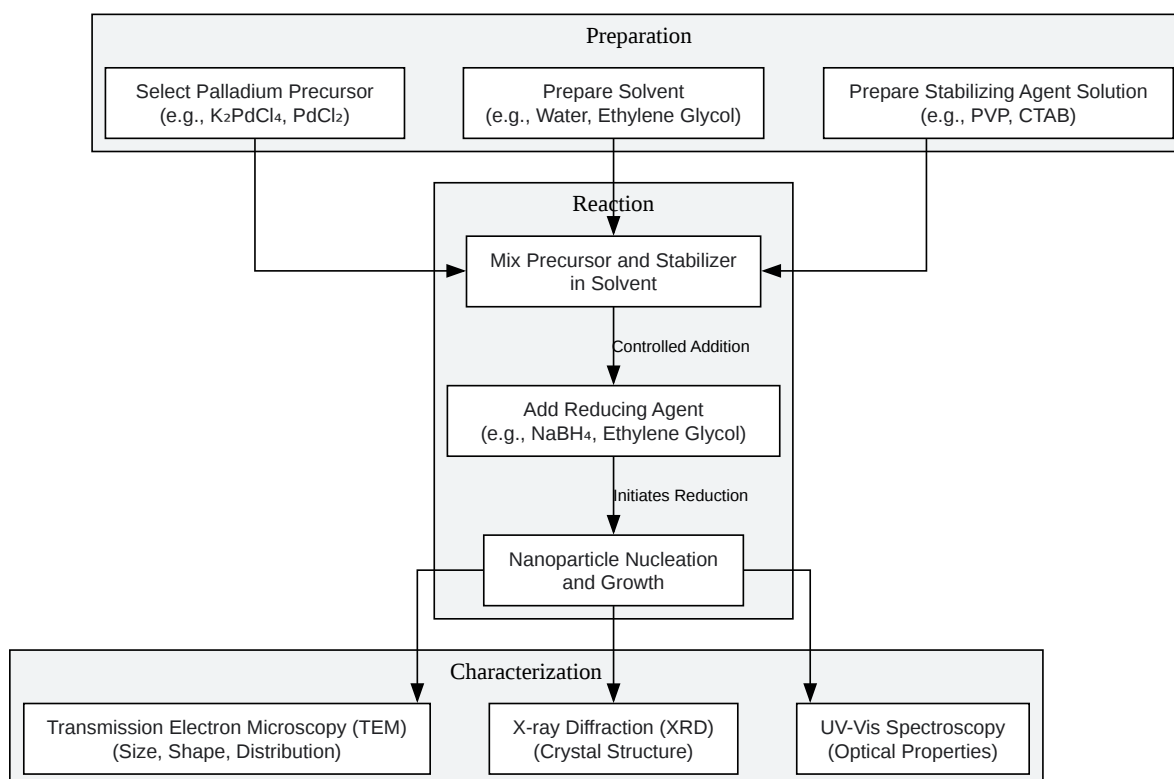 Preparation
Select Palladium Precursor
(e.g., K₂PdCl₄, PdCl₂)
Prepare Solvent
(e.g., Water, Ethylene Glycol)
Prepare Stabilizing Agent Solution
(e.g., PVP, CTAB)
Reaction
Mix Precursor and Stabilizer
in Solvent
Controlled Addition
Add Reducing Agent
(e.g., NaBH₄, Ethylene Glycol)
Initiates Reduction
Nanoparticle Nucleation
and Growth
Characterization
Transmission Electron Microscopy (TEM)
(Size, Shape, Distribution)
X-ray Diffraction (XRD)
(Crystal Structure)
UV-Vis Spectroscopy
(Optical Properties)